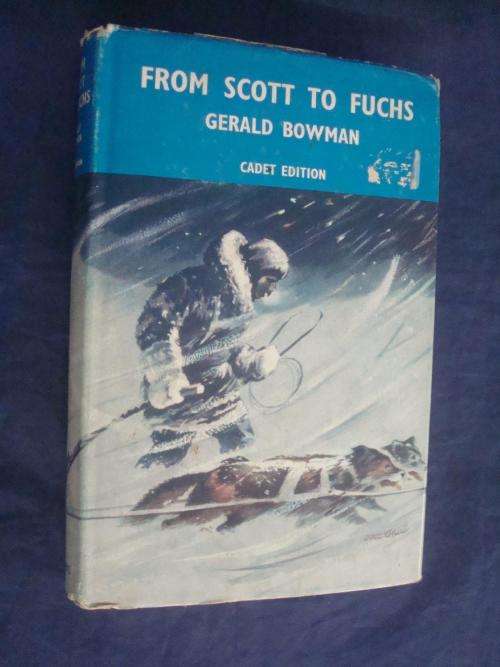 FROM SCOTT TO FUCHS
GERALD BOWMAN
CADET EDITION